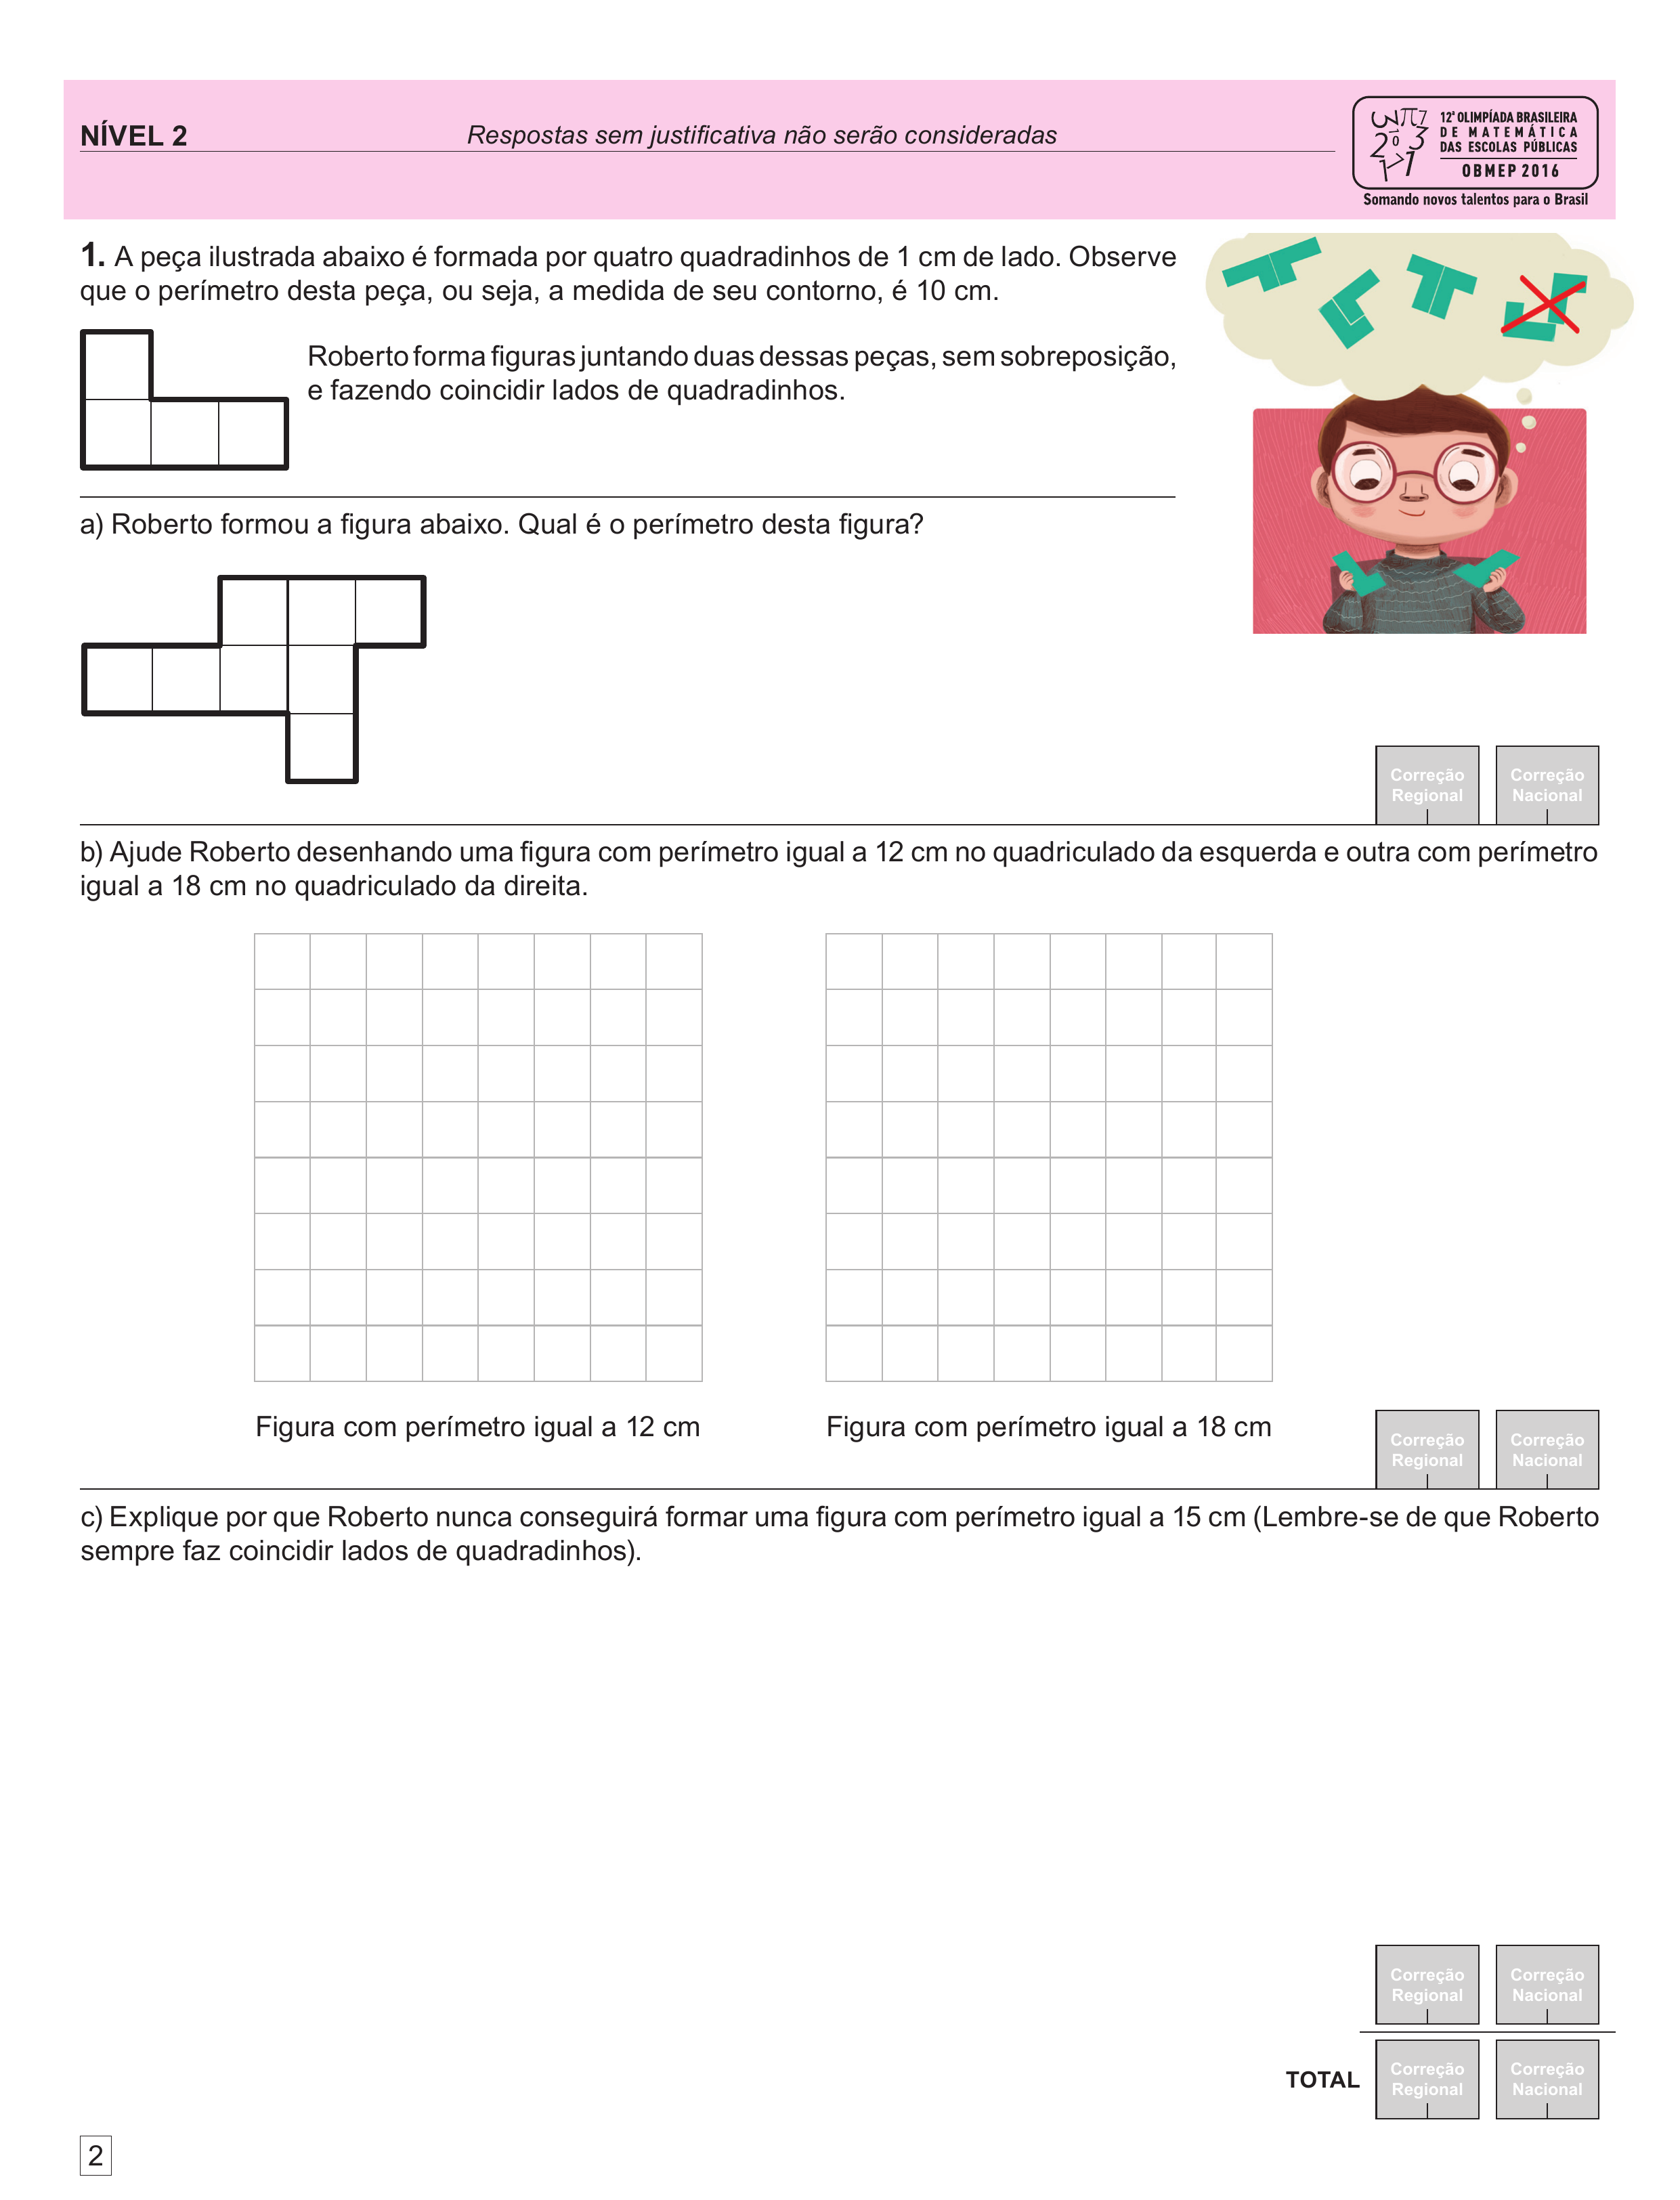 NÍVEL 2
Respostas sem justificativa não serão consideradas
12ª OLIMPÍADA BRASILEIRA
DE MATEMÁTICA
DAS ESCOLAS PÚBLICAS
OBMEP 2016
Somando novos talentos para o Brasil
1. A peça ilustrada abaixo é formada por quatro quadradinhos de 1 cm de lado. Observe
que o perímetro desta peça, ou seja, a medida de seu contorno, é 10 cm.
Roberto forma figuras juntando duas dessas peças, sem sobreposição,
e fazendo coincidir lados de quadradinhos.
a) Roberto formou a figura abaixo. Qual é o perímetro desta figura?
Correção Regional
Correção Nacional
b) Ajude Roberto desenhando uma figura com perímetro igual a 12 cm no quadriculado da esquerda e outra com perímetro
igual a 18 cm no quadriculado da direita.
Figura com perímetro igual a 12 cm
Figura com perímetro igual a 18 cm
Correção Regional
Correção Nacional
c) Explique por que Roberto nunca conseguirá formar uma figura com perímetro igual a 15 cm (Lembre-se de que Roberto
sempre faz coincidir lados de quadradinhos).
Correção Regional
Correção Nacional
TOTAL
Correção Regional
Correção Nacional
2